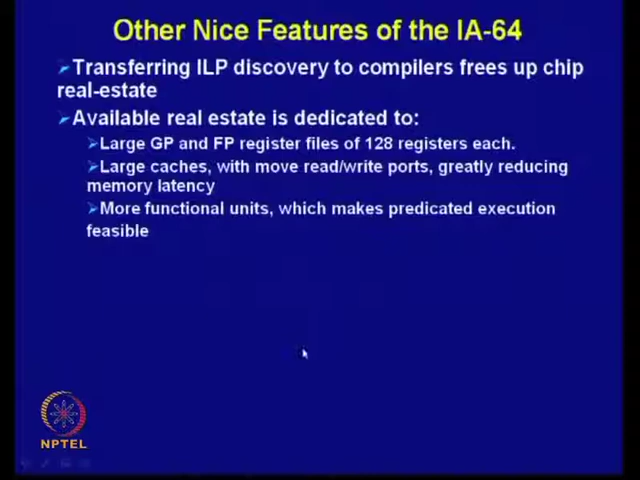 Other Nice Features of the IA-64
Transferring ILP discovery to compilers frees up chip
real-estate
Available real estate is dedicated to:
Large GP and FP register files of 128 registers each.
Large caches, with move read/write ports, greatly reducing
memory latency
More functional units, which makes predicated execution
feasible
NPTEL